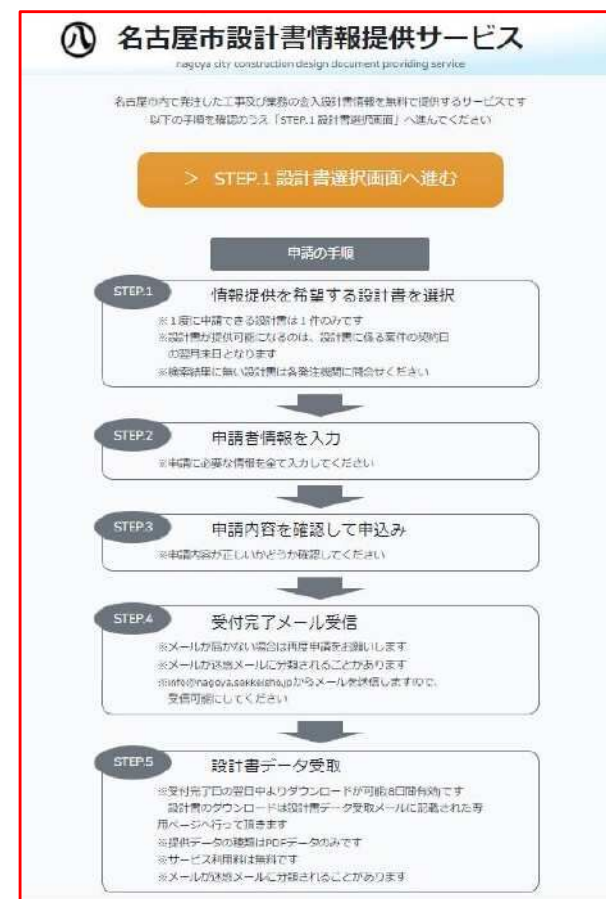 八 名古屋市設計書情報提供サービス
nagoya city construction design document providing service
名古屋市内で発注した工事及び業務の金入設計書情報を無料で提供するサービスです
以下の手順を確認のうえ「STEP.1 設計書選択画面」へ進んでください
> STEP.1 設計書選択画面へ進む
申請の手順
STEP.1 情報提供を希望する設計書を選択
※1度に申請できる設計書は1件のみです
※設計書が提供可能になるのは、設計書に係る案件の契約日
の翌月末日となります
※検索結果に無い設計書は各発注機関に問合せください
STEP.2 申請者情報を入力
※申請に必要な情報を全て入力してください
STEP.3 申請内容を確認して申込み
※申請内容が正しいかどうか確認してください
STEP.4 受付完了メール受信
※メールが届かない場合は再度申請をお願いします
※メールが迷惑メールに分類されることがあります
※info@nagoya.sekkeisho.jpからメールを送信しますので、
受信可能にしてください
STEP.5 設計書データ受取
※受付完了日の翌日中よりダウンロードが可能(8日間有効)です
設計書のダウンロードは設計書データ受取メールに記載された専
用ページへ行って頂きます
※提供データの種類はPDFデータのみです
※サービス利用料は無料です
※メールが迷惑メールに分類されることがあります